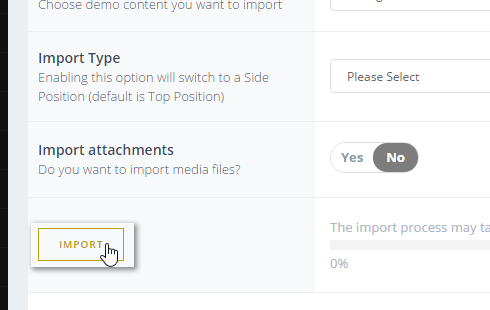 Choose demo content you want to import
Import Type
Enabling this option will switch to a Side
Position (default is Top Position)
Please Select
Import attachments
Do you want to import media files?
Yes No
IMPORT
The import process may ta
0%